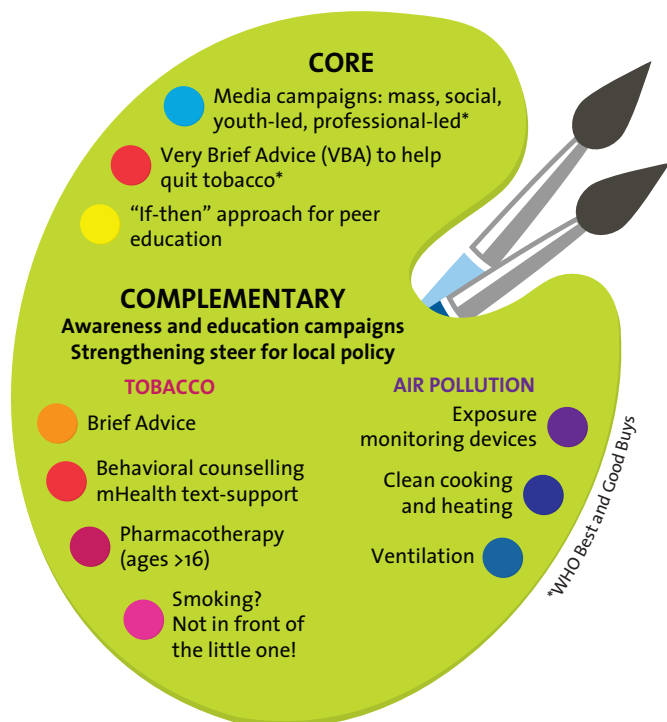 CORE
Media campaigns: mass, social,
youth-led, professional-led*
Very Brief Advice (VBA) to help
quit tobacco*
“If-then” approach for peer
education
COMPLEMENTARY
Awareness and education campaigns
Strengthening steer for local policy
TOBACCO
Brief Advice
Behavioral counselling
mHealth text-support
Pharmacotherapy
(ages >16)
Smoking?
Not in front of
the little one!
AIR POLLUTION
Exposure
monitoring devices
Clean cooking
and heating
Ventilation
*WHO Best and Good Buys